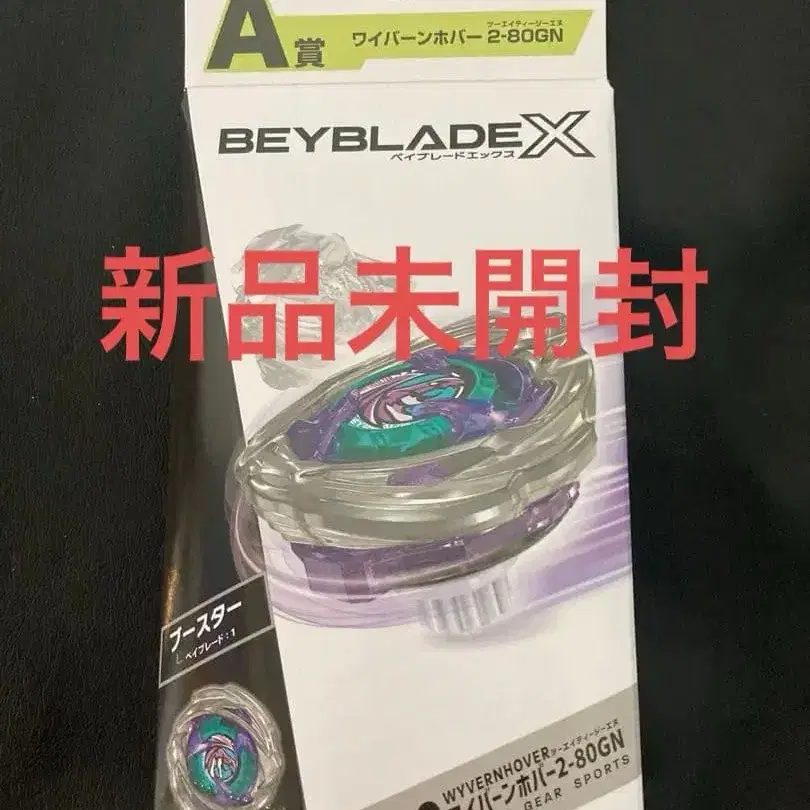 A賞
ツーエイティージーエヌ
ワイバーンホバー 2-80GN
BEYBLADE X
ベイブレードエックス
新品未開封
ブースター
ベイブレード：1
WYVERNHOVER ツーエイティージーエヌ
ワイバーンホバー2-80GN
GEAR SPORTS